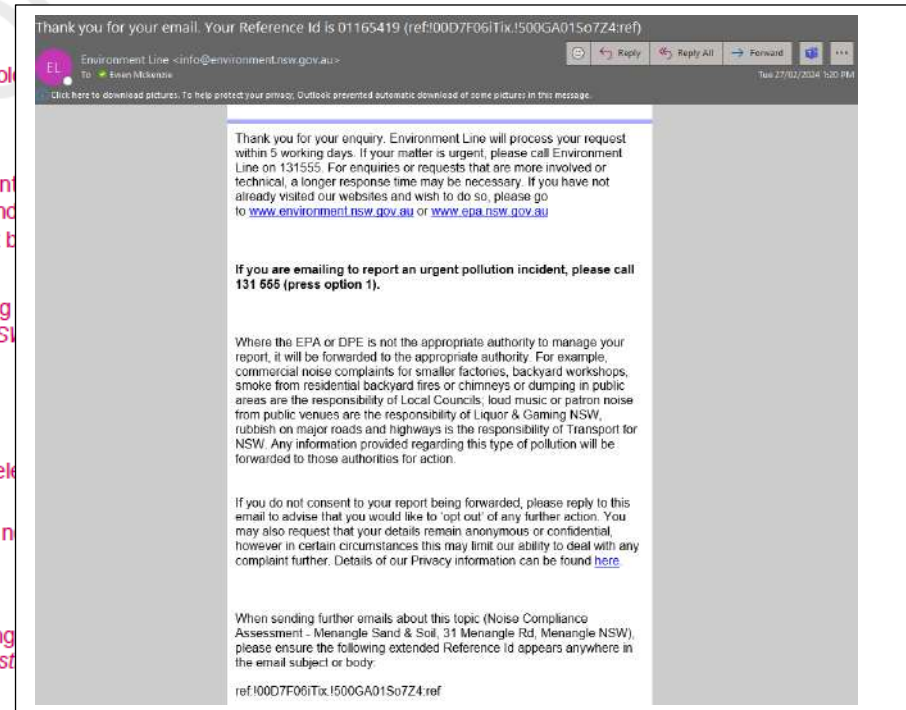 Thank you for your email. Your Reference Id is 01165419 (ref:!00D7F06iTix.!500GA01So7Z4:ref)
EL
Environment Line <info@environment.nsw.gov.au>
To Ewen Mckenzie
Reply
Reply All
Forward
Tue 27/02/2024 1:20 PM
Click here to download pictures. To help protect your privacy, Outlook prevented automatic download of some pictures in this message.
Thank you for your enquiry. Environment Line will process your request
within 5 working days. If your matter is urgent, please call Environment
Line on 131555. For enquiries or requests that are more involved or
technical, a longer response time may be necessary. If you have not
already visited our websites and wish to do so, please go
to www.environment.nsw.gov.au or www.epa.nsw.gov.au
If you are emailing to report an urgent pollution incident, please call
131 555 (press option 1).
Where the EPA or DPE is not the appropriate authority to manage your
report, it will be forwarded to the appropriate authority. For example,
commercial noise complaints for smaller factories, backyard workshops,
smoke from residential backyard fires or chimneys or dumping in public
areas are the responsibility of Local Councils; loud music or patron noise
from public venues are the responsibility of Liquor & Gaming NSW,
rubbish on major roads and highways is the responsibility of Transport for
NSW. Any information provided regarding this type of pollution will be
forwarded to those authorities for action.
If you do not consent to your report being forwarded, please reply to this
email to advise that you would like to 'opt out' of any further action. You
may also request that your details remain anonymous or confidential,
however in certain circumstances this may limit our ability to deal with any
complaint further. Details of our Privacy information can be found here
When sending further emails about this topic (Noise Compliance
Assessment - Menangle Sand & Soil, 31 Menangle Rd, Menangle NSW),
please ensure the following extended Reference Id appears anywhere in
the email subject or body:
ref:!00D7F06iTix.!500GA01So7Z4:ref